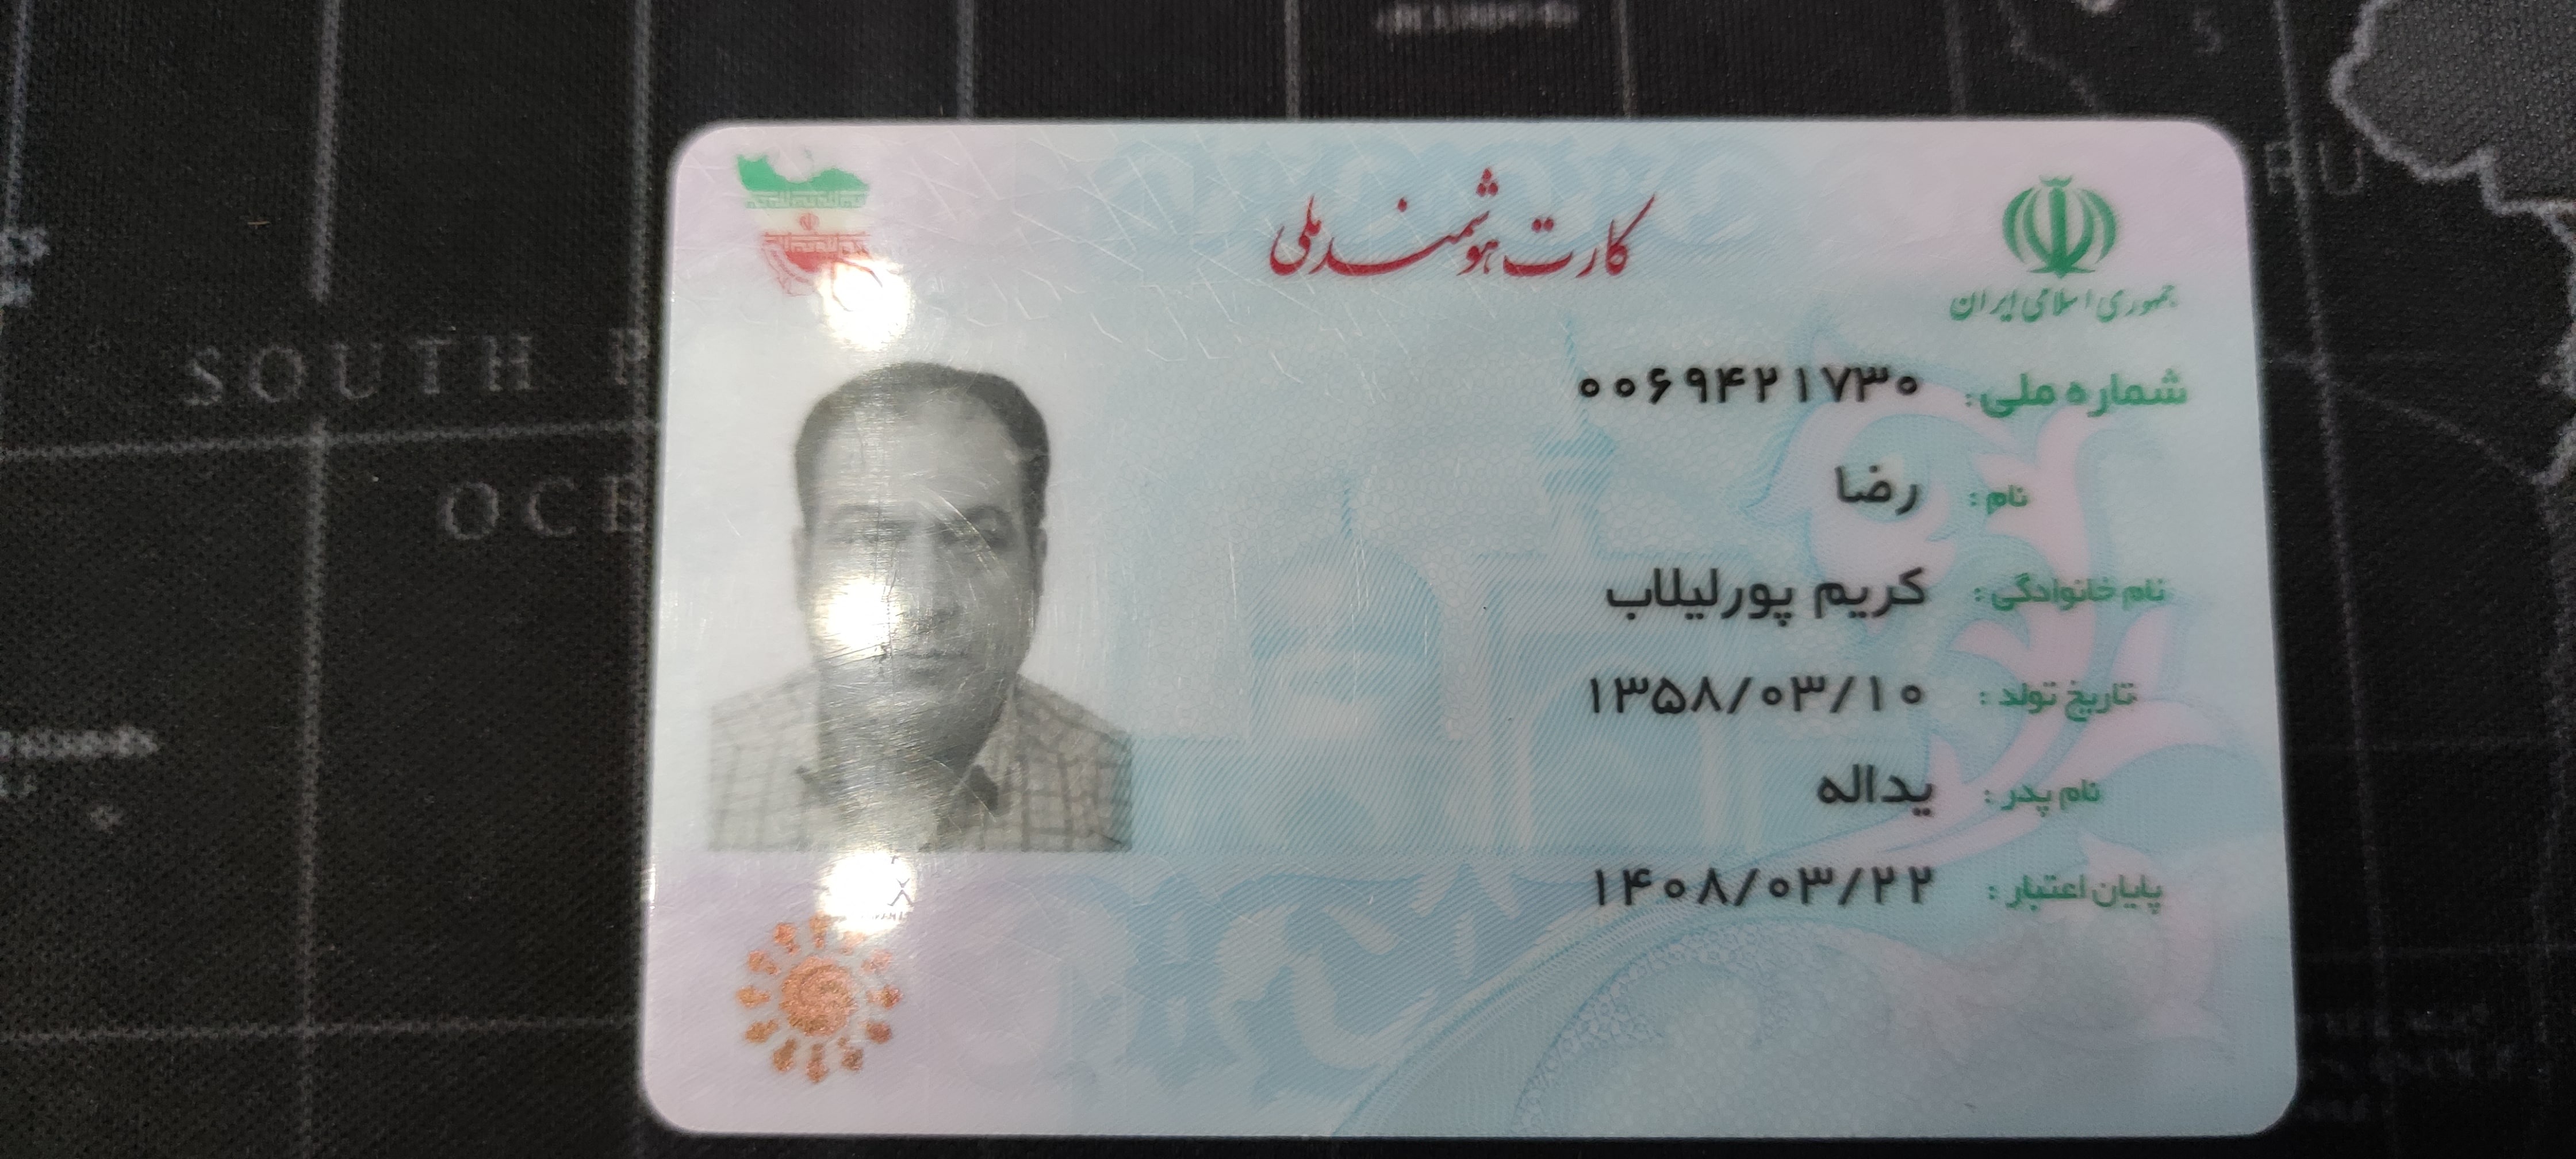 جمهوری اسلامی ایران
کارت هوشمند ملی
شماره ملی: ۰۰۶۹۴۲۱۷۳۰
نام: رضا
نام خانوادگی: کریم پورلیلاب
تاریخ تولد: ۱۳۵۸/۰۳/۱۰
نام پدر: یداله
پایان اعتبار: ۱۴۰۸/۰۳/۲۲
SOUTH P
OCE
RU